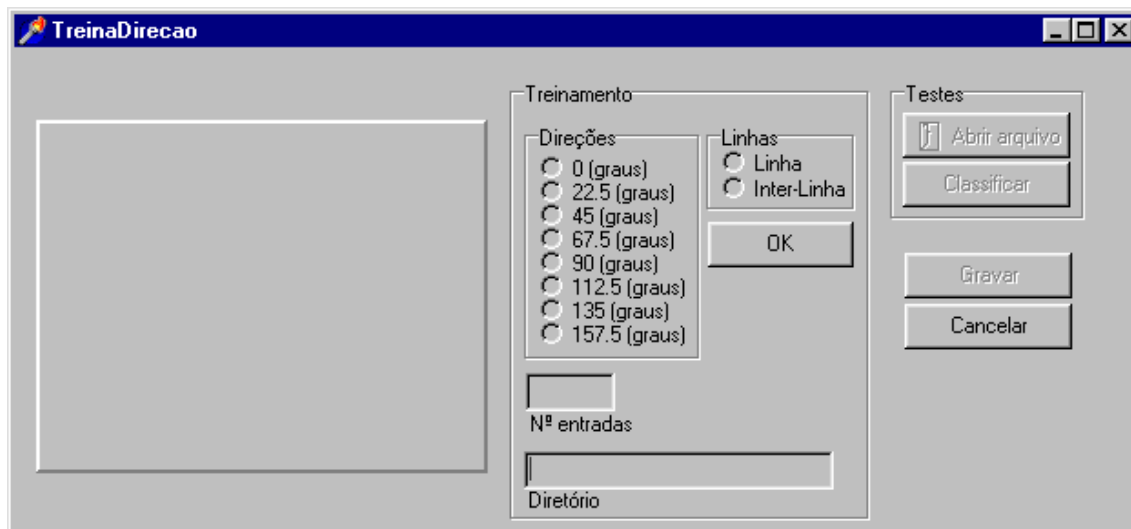 TreinaDirecao
Treinamento
Direções
0 (graus)
22.5 (graus)
45 (graus)
67.5 (graus)
90 (graus)
112.5 (graus)
135 (graus)
157.5 (graus)
Linhas
Linha
Inter-Linha
OK
Nº entradas
Diretório
Testes
Abrir arquivo
Classificar
Gravar
Cancelar